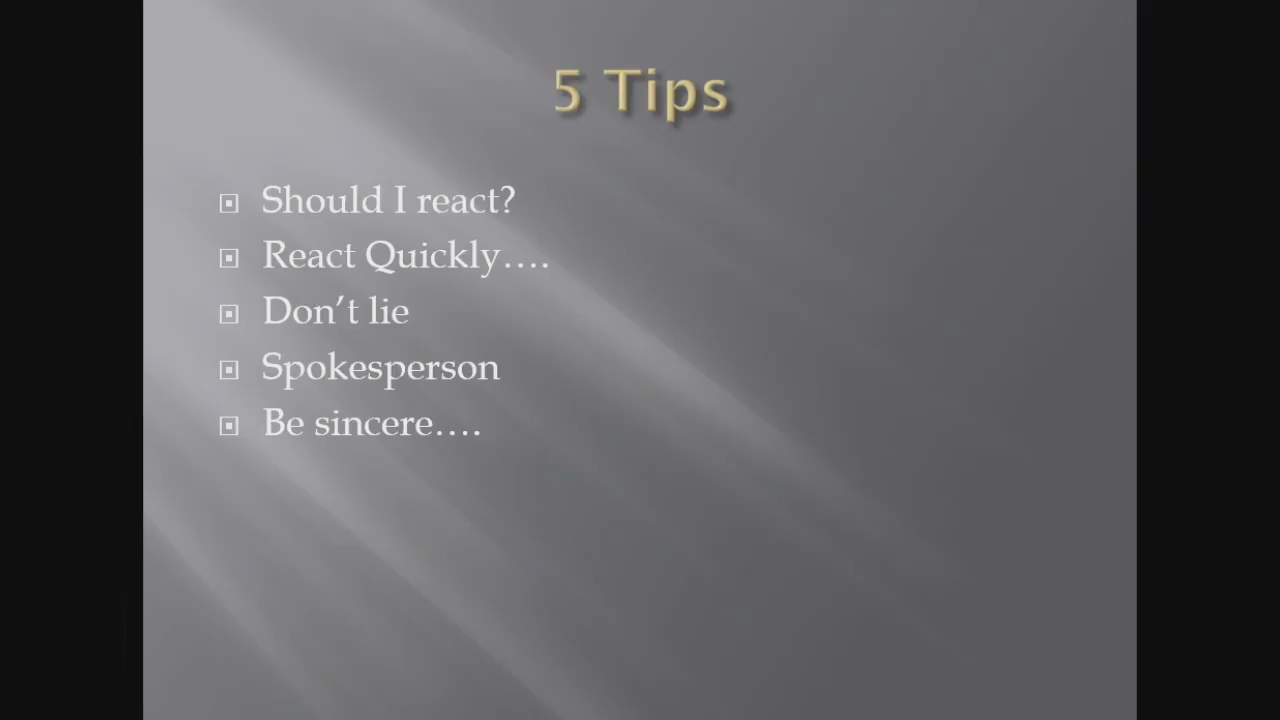 5 Tips
Should I react?
React Quickly....
Don’t lie
Spokesperson
Be sincere....